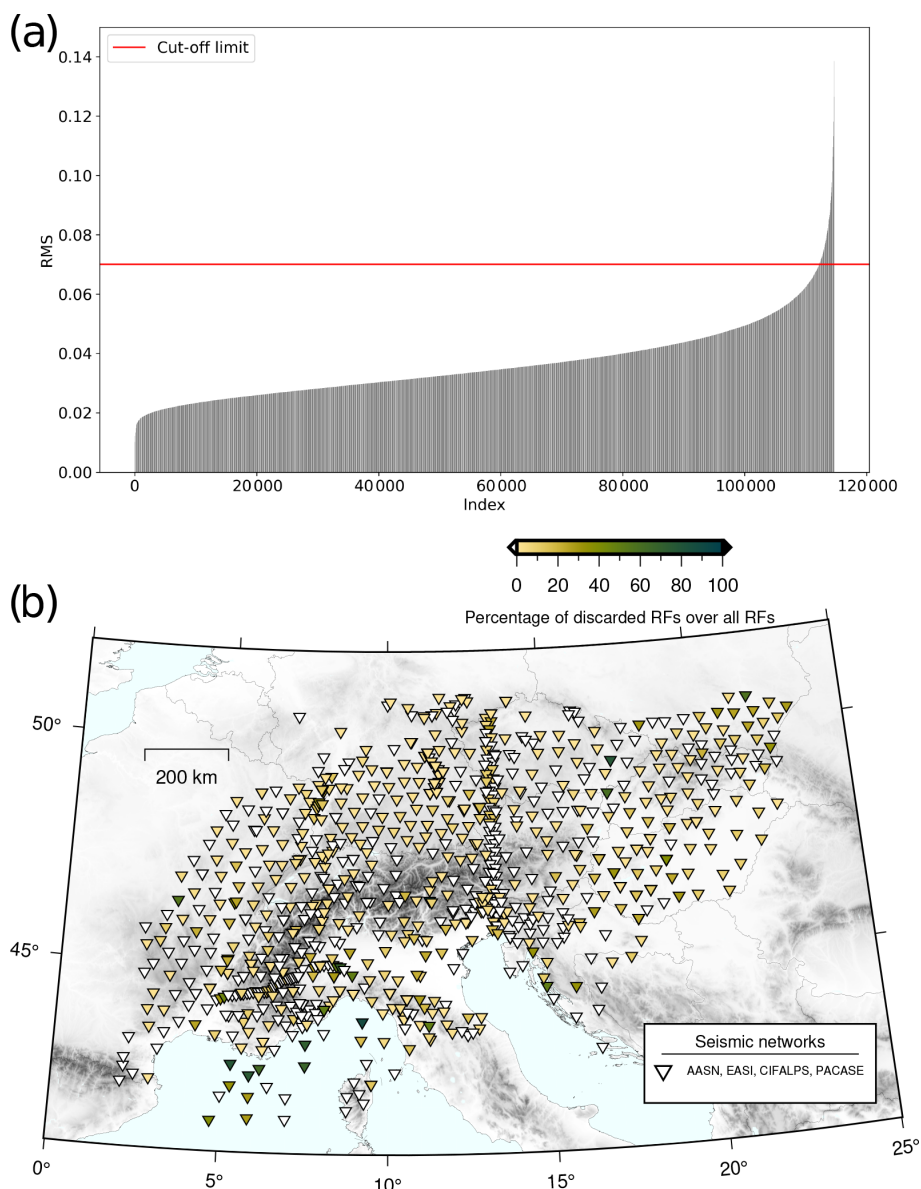 (a)
Cut-off limit
0.14
0.12
0.10
0.08
0.06
0.04
0.02
0.00
RMS
0 20000 40000 60000 80000 100000 120000
Index
(b)
0 20 40 60 80 100
Percentage of discarded RFs over all RFs
50°
200 km
45°
Seismic networks
AASN, EASI, CIFALPS, PACASE
0° 5° 10° 15° 20° 25°